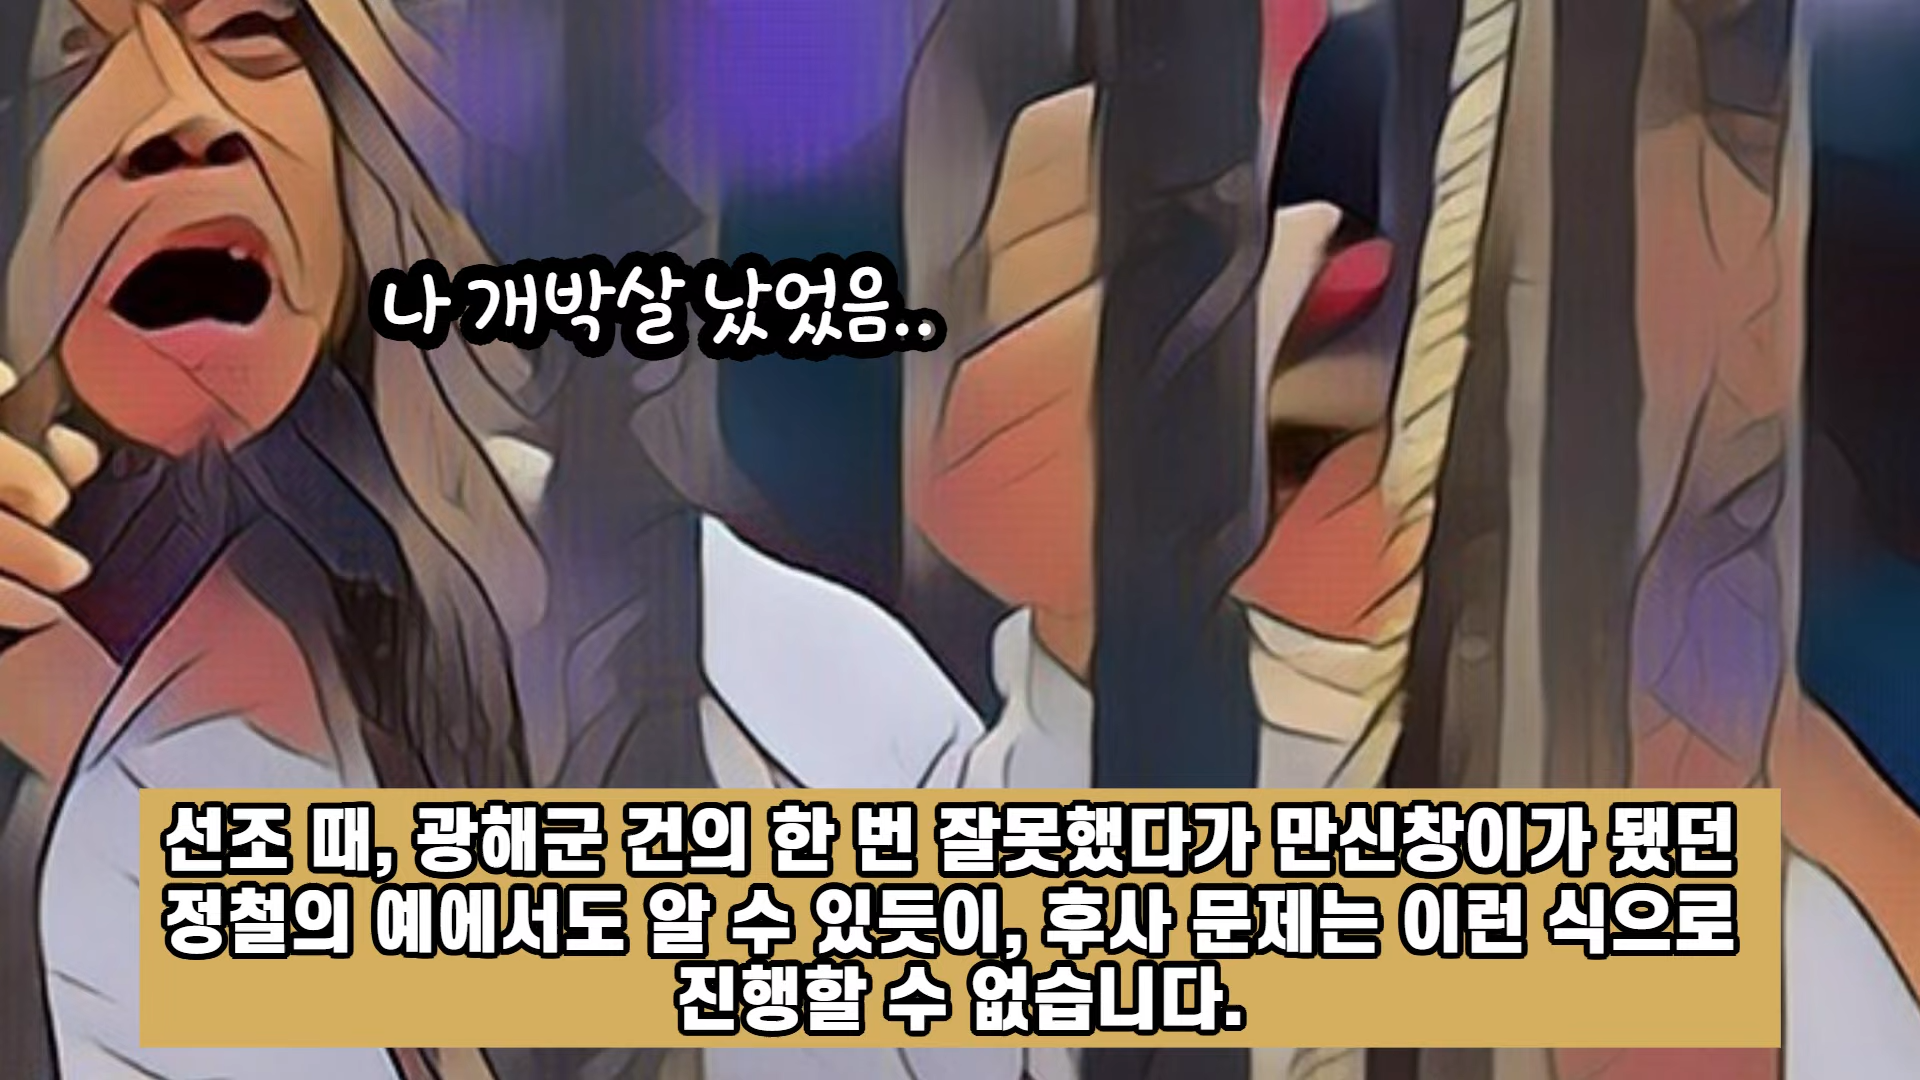 나 개박살 났었음..
선조 때, 광해군 건의 한 번 잘못했다가 만신창이가 됐던
정철의 예에서도 알 수 있듯이, 후사 문제는 이런 식으로
진행할 수 없습니다.